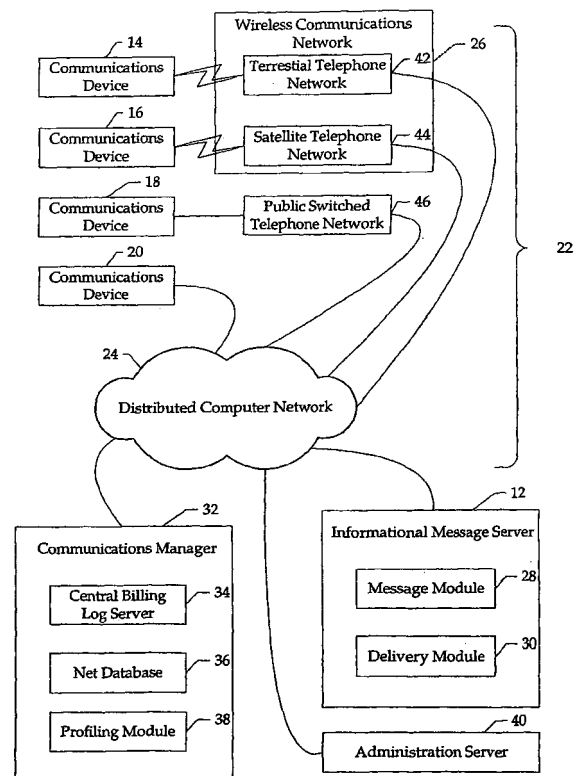 Wireless Communications
Network
26
14
Communications
Device
Terrestial Telephone
Network
42
16
Communications
Device
Satellite Telephone
Network
44
18
Communications
Device
Public Switched
Telephone Network
46
22
20
Communications
Device
24
Distributed Computer Network
32
Communications Manager
Central Billing
Log Server
34
Net Database
36
Profiling Module
38
12
Informational Message Server
Message Module
28
Delivery Module
30
40
Administration Server